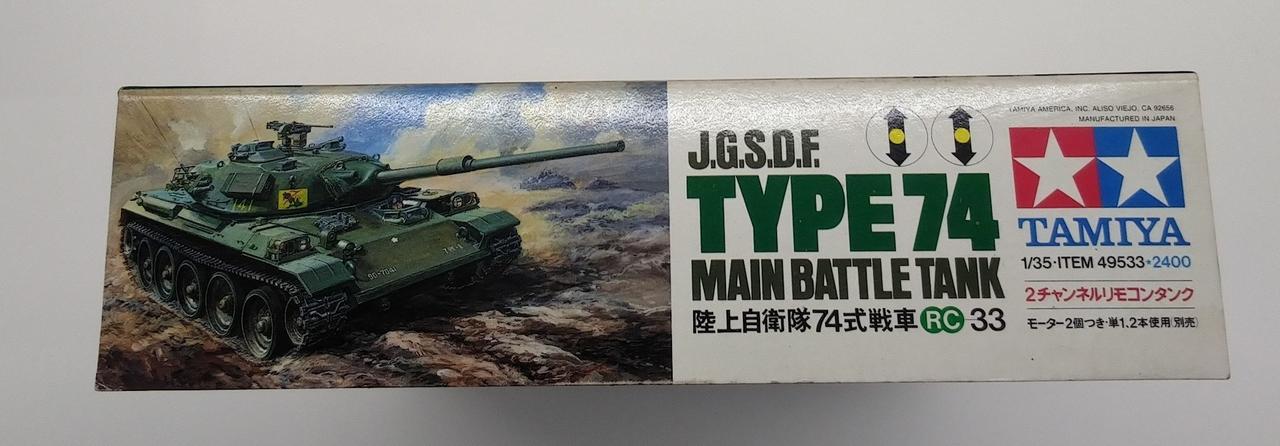 J.G.S.D.F.
TYPE 74
MAIN BATTLE TANK
陸上自衛隊74式戦車 RC 33
TAMIYA AMERICA, INC. ALISO VIEJO, CA 92656
MANUFACTURED IN JAPAN
TAMIYA
1/35・ITEM 49533★2400
2チャンネルリモコンタンク
モーター2個つき・単1.2本使用(別売)
141
90-7041